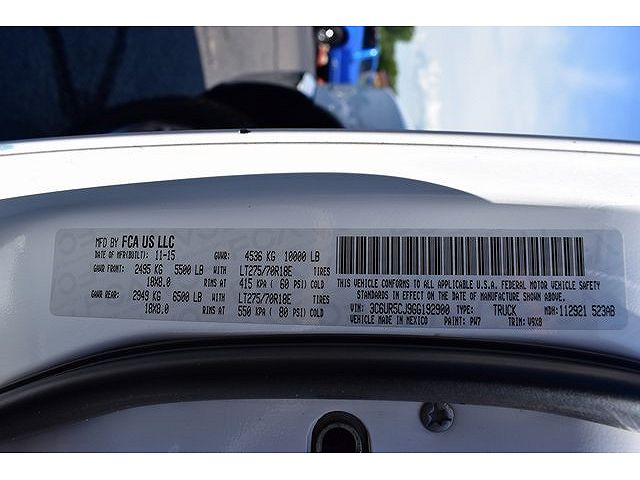 MFD BY FCA US LLC
DATE OF MFR(BUILT): 11-15 GVWR: 4536 KG 10000 LB
GAWR FRONT: 2495 KG 5500 LB WITH LT275/70R18E TIRES
18X8.0 RIMS AT 415 KPA ( 60 PSI) COLD
GAWR REAR: 2949 KG 6500 LB WITH LT275/70R18E TIRES
18X8.0 RIMS AT 550 KPA ( 80 PSI) COLD
THIS VEHICLE CONFORMS TO ALL APPLICABLE U.S.A. FEDERAL MOTOR VEHICLE SAFETY
STANDARDS IN EFFECT ON THE DATE OF MANUFACTURE SHOWN ABOVE.
VIN: 3C6UR5CJ9GG192900 TYPE: TRUCK MDH: 112921 523AB
VEHICLE MADE IN MEXICO PAINT: PW7 TRIM: V9X8